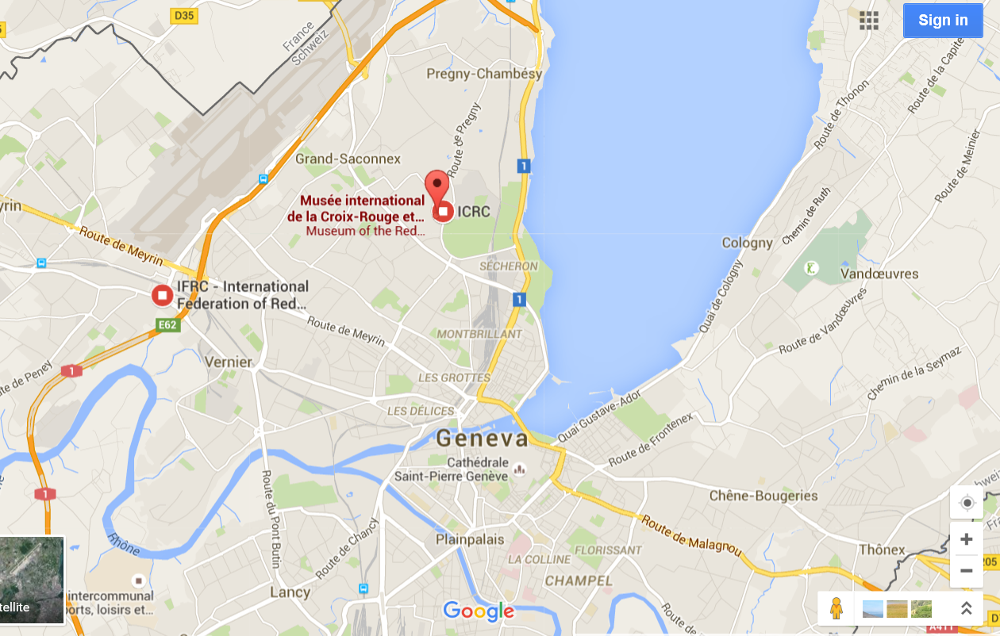 D35
Sign in
France
Schweiz
Route de la Capite
Pregny-Chambésy
Route de Thonon
Route de Pregny
Route de Meinier
Grand-Saconnex
1
Musée international
de la Croix-Rouge et...
Museum of the Red...
ICRC
Chemin de Ruth
yrin
Route de Meyrin
Cologny
SÉCHERON
Vandœuvres
IFRC - International
Federation of Red...
1
Quai de Cologny
E62
Route de Meyrin
MONTBRILLANT
Route de Vandœuvres
Vernier
1
te de Peney
LES GROTTES
Chemin de la Seymaz
LES DÉLICES
Quai Gustave-Ador
Route de Frontenex
Geneva
Cathédrale
Saint-Pierre Genève
1
Route du Pont Butin
Chêne-Bougeries
Route de Chancy
Rhône
Plainpalais
Route de Malagnou
FLORISSANT
LA COLLINE
Thônex
205
CHAMPEL
Lancy
intercommunal
ports, loisirs et...
tellite
Google
Route de
A411
D